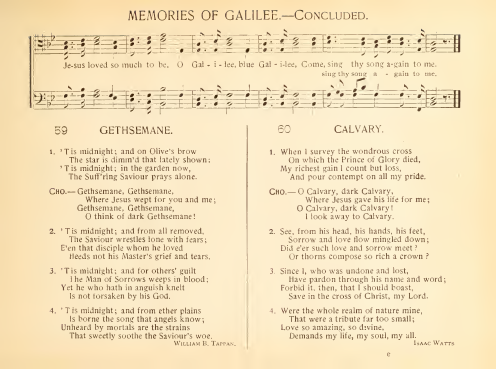 MEMORIES OF GALILEE.—CONCLUDED.
Je-sus loved so much to be, O Gal - i - lee, blue Gal - i-lee, Come, sing thy song a-gain to me.
sing thy song a - gain to me.
59 GETHSEMANE.
1. 'T is midnight; and on Olive's brow
The star is dimm'd that lately shone;
'T is midnight; in the garden now,
The Suff'ring Saviour prays alone.
CHO.— Gethsemane, Gethsemane,
Where Jesus wept for you and me;
Gethsemane, Gethsemane,
O think of dark Gethsemane!
2. 'T is midnight; and from all removed,
The Saviour wrestles lone with fears;
E'en that disciple whom he loved
Heeds not his Master's grief and tears.
3. 'T is midnight; and for others' guilt
The Man of Sorrows weeps in blood;
Yet he who hath in anguish knelt
Is not forsaken by his God.
4. 'T is midnight; and from ether plains
Is borne the song that angels know;
Unheard by mortals are the strains
That sweetly soothe the Saviour's woe.
WILLIAM B. TAPPAN.
60 CALVARY.
1. When I survey the wondrous cross
On which the Prince of Glory died,
My richest gain I count but loss,
And pour contempt on all my pride.
CHO.— O Calvary, dark Calvary,
Where Jesus gave his life for me;
O Calvary, dark Calvary!
I look away to Calvary.
2. See, from his head, his hands, his feet,
Sorrow and love flow mingled down;
Did e'er such love and sorrow meet?
Or thorns compose so rich a crown?
3. Since I, who was undone and lost,
Have pardon through his name and word;
Forbid it, then, that I should boast,
Save in the cross of Christ, my Lord.
4. Were the whole realm of nature mine,
That were a tribute far too small;
Love so amazing, so divine,
Demands my life, my soul, my all.
ISAAC WATTS